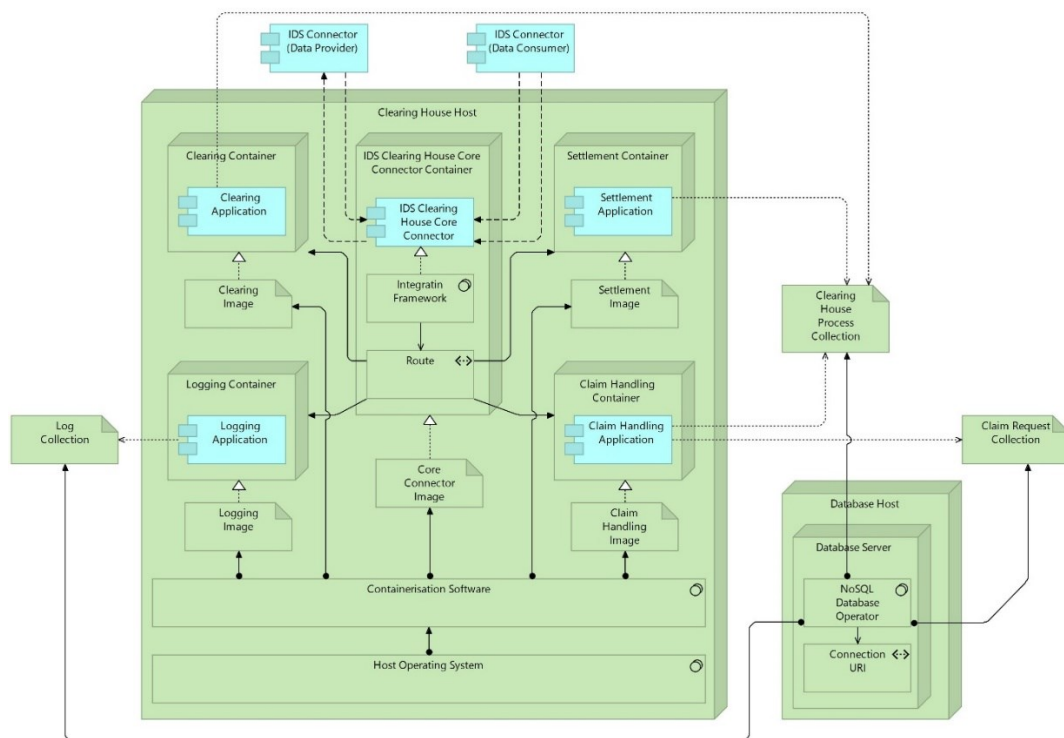 IDS Connector
(Data Provider)
IDS Connector
(Data Consumer)
Clearing House Host
Clearing Container
IDS Clearing House Core
Connector Container
Settlement Container
Clearing
Application
IDS Clearing
House Core
Connector
Settlement
Application
Clearing
Image
Integratin
Framework
Settlement
Image
Clearing
House
Process
Collection
Route
Logging Container
Claim Handling
Container
Log
Collection
Logging
Application
Claim Handling
Application
Claim Request
Collection
Core
Connector
Image
Logging
Image
Claim
Handling
Image
Database Host
Database Server
Containerisation Software
NoSQL
Database
Operator
Host Operating System
Connection
URI